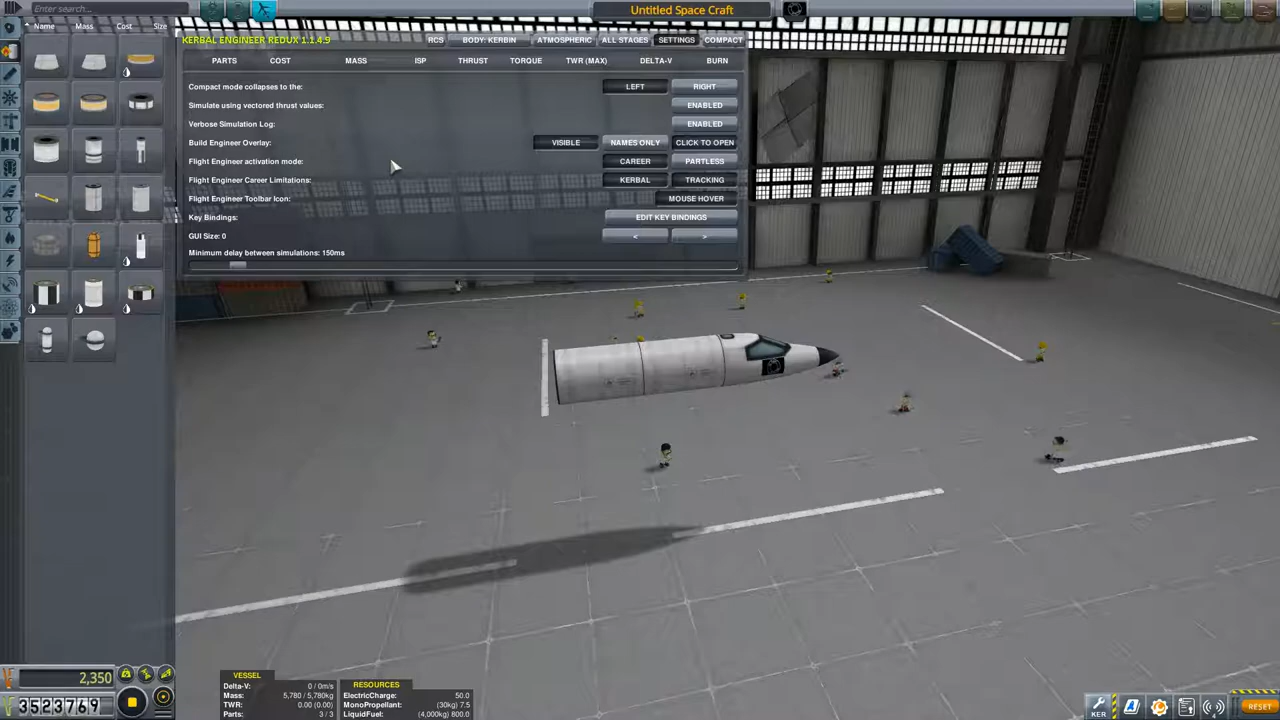 Enter search...
Untitled Space Craft
Name Mass Cost Size
KERBAL ENGINEER REDUX 1.1.4.9 RCS BODY: KERBIN ATMOSPHERIC ALL STAGES SETTINGS COMPACT
PARTS COST MASS ISP THRUST TORQUE TWR (MAX) DELTA-V BURN
Compact mode collapses to the: LEFT RIGHT
Simulate using vectored thrust values: ENABLED
Verbose Simulation Log: ENABLED
Build Engineer Overlay: VISIBLE NAMES ONLY CLICK TO OPEN
Flight Engineer activation mode: CAREER PARTLESS
Flight Engineer Career Limitations: KERBAL TRACKING
Flight Engineer Toolbar Icon: MOUSE HOVER
Key Bindings: EDIT KEY BINDINGS
GUI Size: 0 < >
Minimum delay between simulations: 150ms
2,350
3523769
VESSEL
Delta-V: 0 / 0m/s
Mass: 5,780 / 5,780kg
TWR: 0.00 (0.00)
Parts: 3 / 3
RESOURCES
ElectricCharge: 50.0
MonoPropellant: (30kg) 7.5
LiquidFuel: (4,000kg) 800.0
KER
RESET